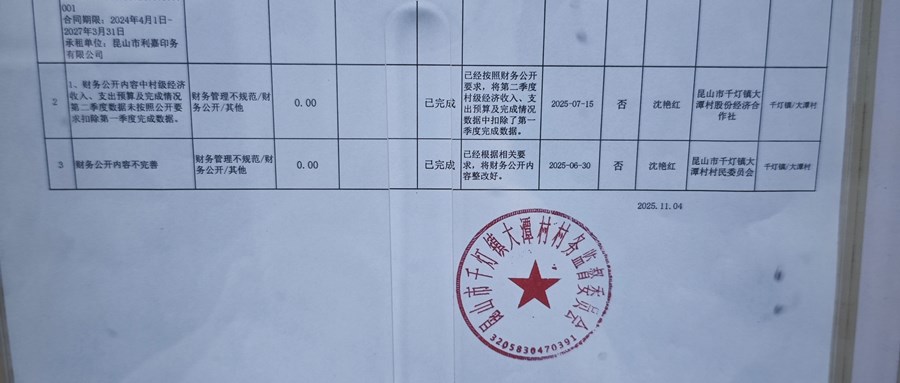 001
合同期限：2024年4月1日-
2027年3月31日
承租单位：昆山市利嘉印务
有限公司
2
1、财务公开内容中村级经济
收入、支出预算及完成情况
第二季度数据未按照公开要
求扣除第一季度完成数据。
财务管理不规范/财
务公开/其他
0.00
已完成
已经按照财务公开
要求，将第二季度
村级经济收入、支
出预算及完成情况
数据中扣除了第一
季度完成数据。
2025-07-15
否
沈艳红
昆山市千灯镇大
潭村股份经济合
作社
千灯镇/大潭村
3
财务公开内容不完善
财务管理不规范/财
务公开/其他
0.00
已完成
已经根据相关要
求，将财务公开内
容整改好。
2025-06-30
否
沈艳红
昆山市千灯镇大
潭村村民委员会
千灯镇/大潭村
2025.11.04
昆山市千灯镇大潭村村务监督委员会
3205830470391